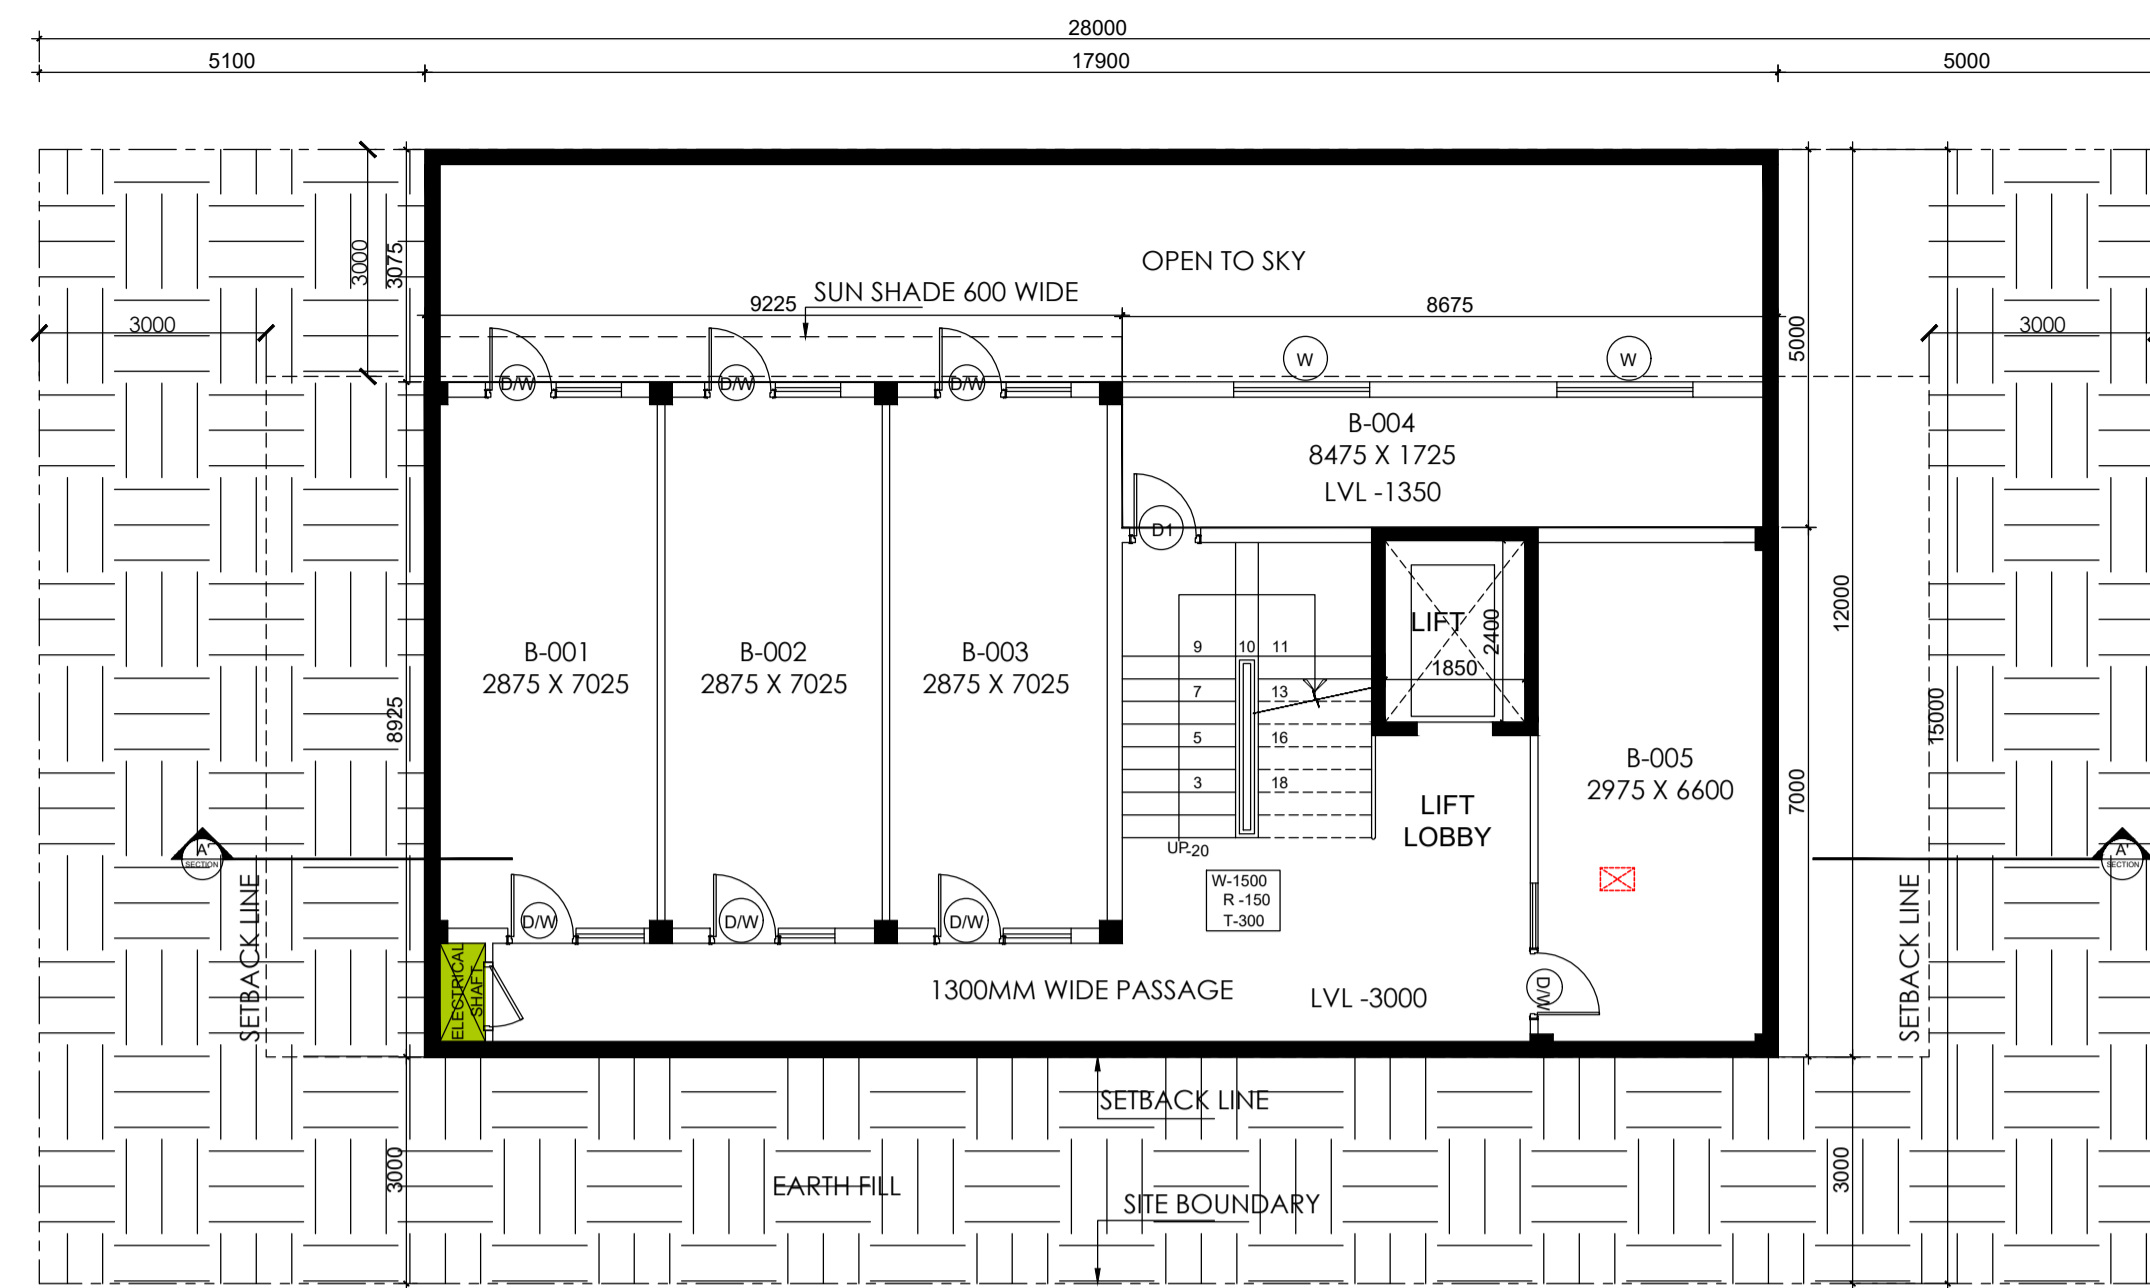 28000
5100 17900 5000
OPEN TO SKY
SUN SHADE 600 WIDE
9225 8675
3000
3075
3000
3000
5000
W W
D/W D/W D/W
B-004
8475 X 1725
LVL -1350
D1
12000
15000
LIFT
2400
1850
9 10 11
7 13
5 16
3 18
UP-20
B-001
2875 X 7025
B-002
2875 X 7025
B-003
2875 X 7025
8925
7000
B-005
2975 X 6600
LIFT
LOBBY
W-1500
R -150
T-300
A'
SECTION
A'
SECTION
SETBACK LINE
SETBACK LINE
D/W D/W D/W
D/W
ELECTRICAL
SHAFT
1300MM WIDE PASSAGE
LVL -3000
SETBACK LINE
3000
3000
EARTH FILL
SITE BOUNDARY